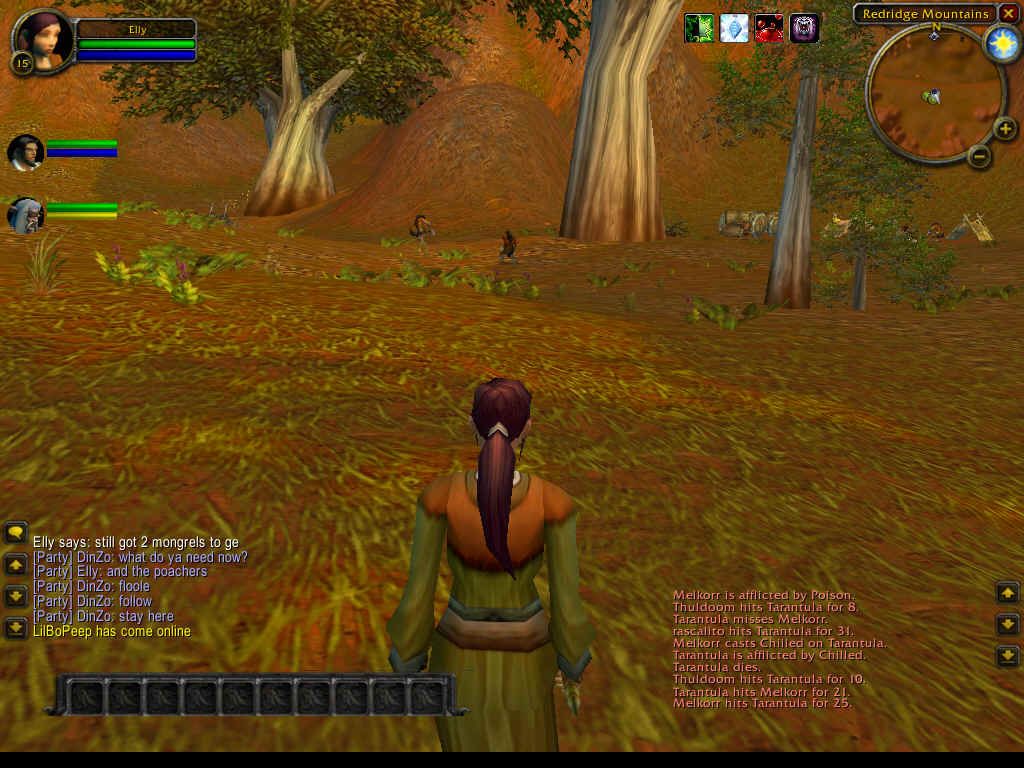 Elly
15
Redridge Mountains
N
Elly says: still got 2 mongrels to ge
[Party] DinZo: what do ya need now?
[Party] Elly: and the poachers
[Party] DinZo: floole
[Party] DinZo: follow
[Party] DinZo: stay here
LilBoPeep has come online
Melkorr is afflicted by Poison.
Thuldoom hits Tarantula for 8.
Tarantula misses Melkorr.
rascalito hits Tarantula for 31.
Melkorr casts Chilled on Tarantula.
Tarantula is afflicted by Chilled.
Tarantula dies.
Thuldoom hits Tarantula for 10.
Tarantula hits Melkorr for 21.
Melkorr hits Tarantula for 25.